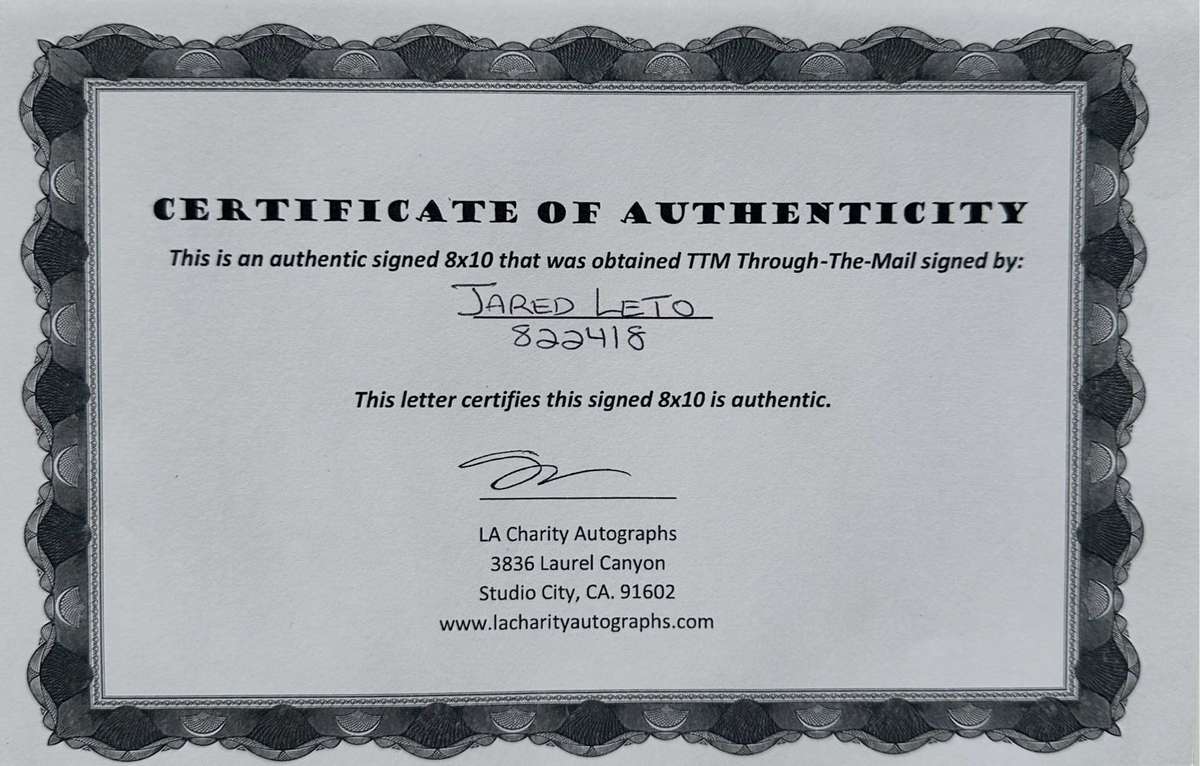 CERTIFICATE OF AUTHENTICITY
This is an authentic signed 8x10 that was obtained TTM Through-The-Mail signed by:
JARED LETO
822418
This letter certifies this signed 8x10 is authentic.
LA Charity Autographs
3836 Laurel Canyon
Studio City, CA. 91602
www.lacharityautographs.com